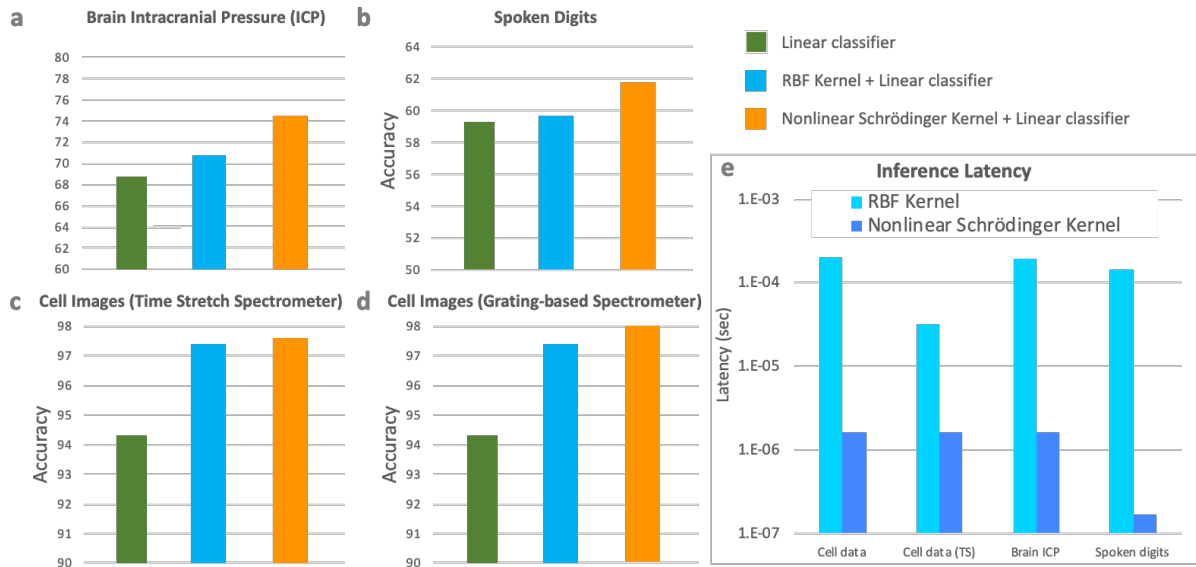 a
Brain Intracranial Pressure (ICP)
Accuracy
80
78
76
74
72
70
68
66
64
62
60
b
Spoken Digits
Accuracy
64
62
60
58
56
54
52
50
Linear classifier
RBF Kernel + Linear classifier
Nonlinear Schrödinger Kernel + Linear classifier
c
Cell Images (Time Stretch Spectrometer)
Accuracy
98
97
96
95
94
93
92
91
90
d
Cell Images (Grating-based Spectrometer)
Accuracy
98
97
96
95
94
93
92
91
90
e
Inference Latency
RBF Kernel
Nonlinear Schrödinger Kernel
Latency (sec)
1.E-03
1.E-04
1.E-05
1.E-06
1.E-07
Cell data
Cell data (TS)
Brain ICP
Spoken digits